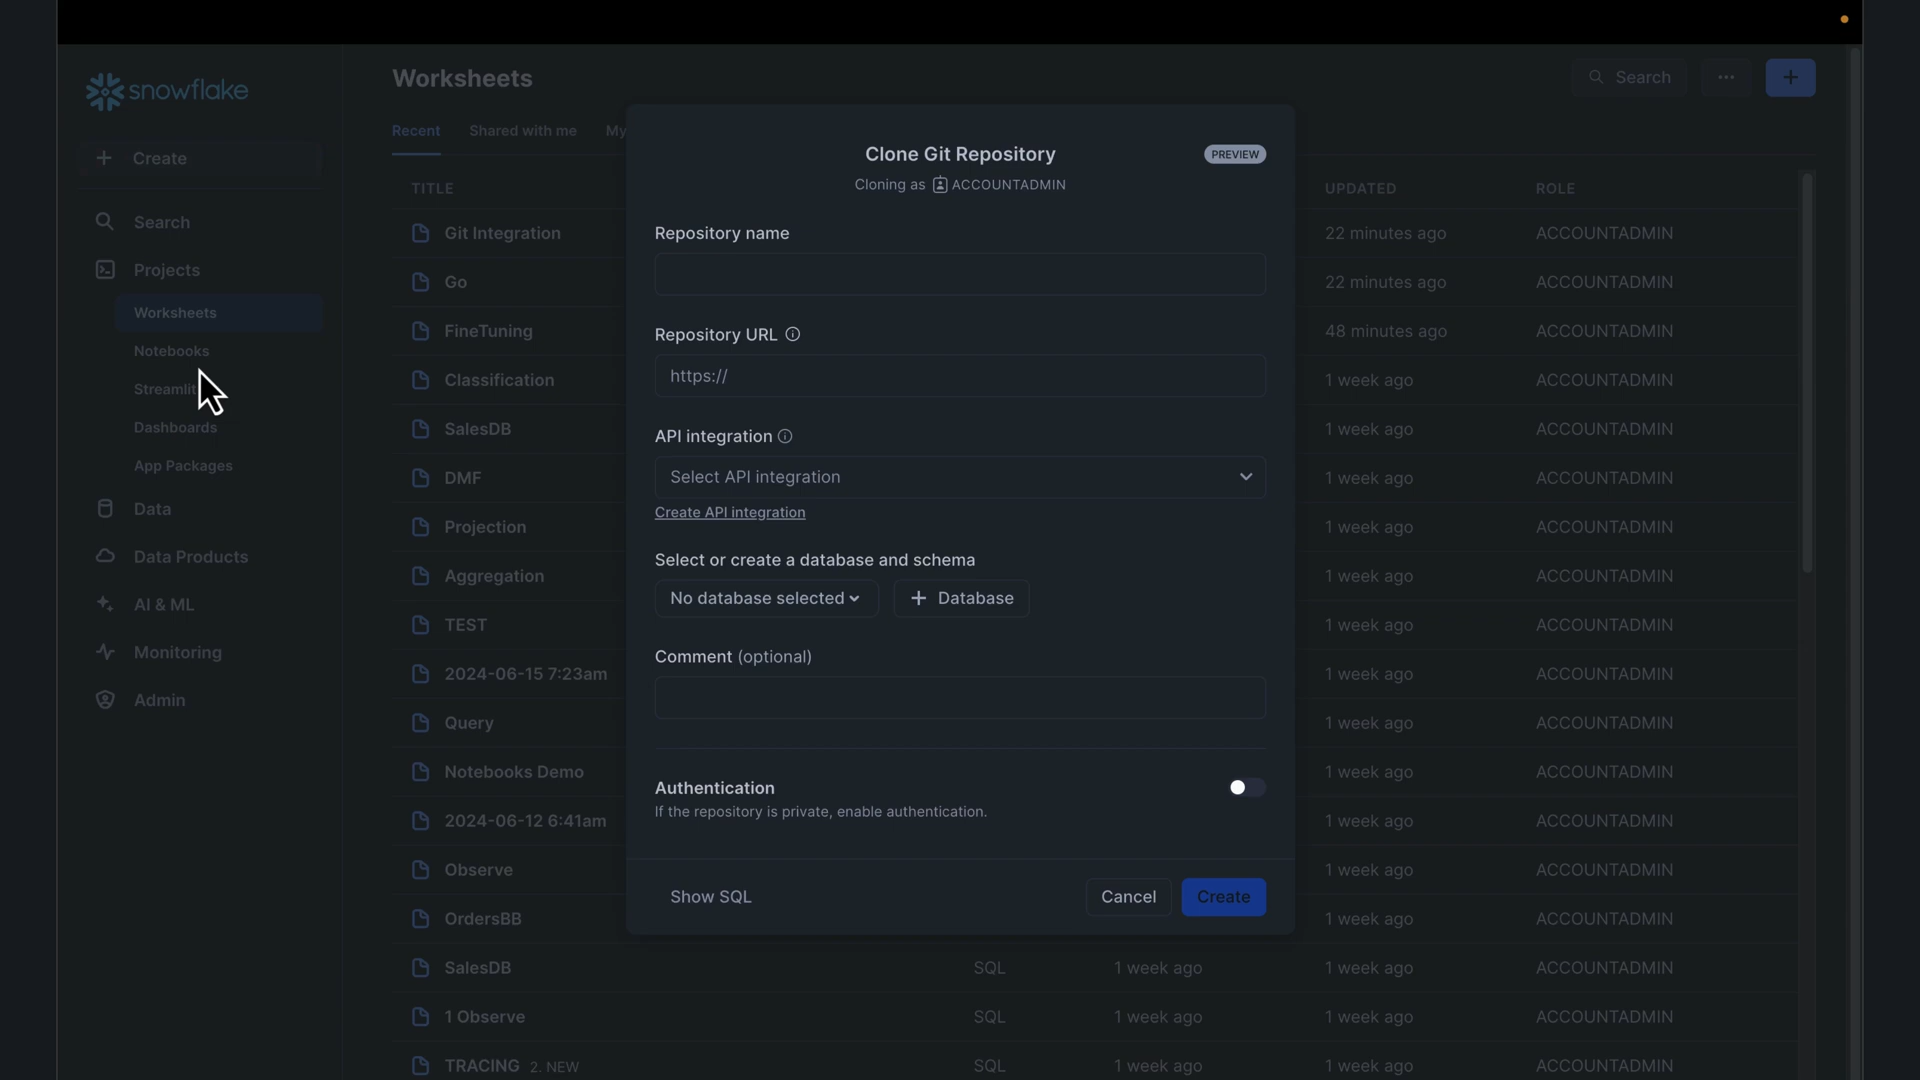 snowflake
Create
Search
Projects
Worksheets
Notebooks
Streamlit
Dashboards
App Packages
Data
Data Products
AI & ML
Monitoring
Admin
Worksheets
Search
Recent Shared with me My
TITLE UPDATED ROLE
Git Integration 22 minutes ago ACCOUNTADMIN
Go 22 minutes ago ACCOUNTADMIN
FineTuning 48 minutes ago ACCOUNTADMIN
Classification 1 week ago ACCOUNTADMIN
SalesDB 1 week ago ACCOUNTADMIN
DMF 1 week ago ACCOUNTADMIN
Projection 1 week ago ACCOUNTADMIN
Aggregation 1 week ago ACCOUNTADMIN
TEST 1 week ago ACCOUNTADMIN
2024-06-15 7:23am 1 week ago ACCOUNTADMIN
Query 1 week ago ACCOUNTADMIN
Notebooks Demo 1 week ago ACCOUNTADMIN
2024-06-12 6:41am 1 week ago ACCOUNTADMIN
Observe 1 week ago ACCOUNTADMIN
OrdersBB 1 week ago ACCOUNTADMIN
SalesDB SQL 1 week ago 1 week ago ACCOUNTADMIN
1 Observe SQL 1 week ago 1 week ago ACCOUNTADMIN
TRACING 2. NEW SQL 1 week ago 1 week ago ACCOUNTADMIN
Clone Git Repository PREVIEW
Cloning as ACCOUNTADMIN
Repository name
Repository URL
https://
API integration
Select API integration
Create API integration
Select or create a database and schema
No database selected + Database
Comment (optional)
Authentication
If the repository is private, enable authentication.
Show SQL Cancel Create